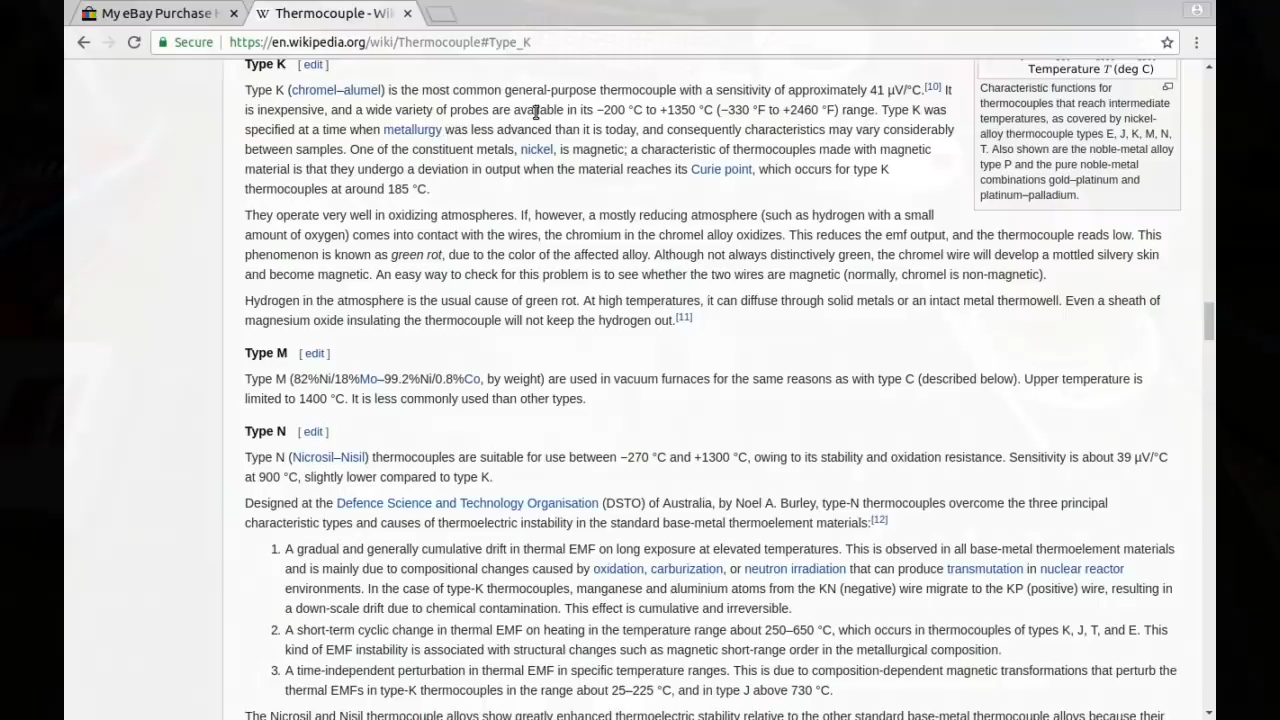 My eBay Purchase
Thermocouple - Wi
Secure
https://en.wikipedia.org/wiki/Thermocouple#Type_K
Type K [ edit ]
Type K (chromel–alumel) is the most common general-purpose thermocouple with a sensitivity of approximately 41 µV/°C.[10] It
is inexpensive, and a wide variety of probes are available in its −200 °C to +1350 °C (−330 °F to +2460 °F) range. Type K was
specified at a time when metallurgy was less advanced than it is today, and consequently characteristics may vary considerably
between samples. One of the constituent metals, nickel, is magnetic; a characteristic of thermocouples made with magnetic
material is that they undergo a deviation in output when the material reaches its Curie point, which occurs for type K
thermocouples at around 185 °C.
They operate very well in oxidizing atmospheres. If, however, a mostly reducing atmosphere (such as hydrogen with a small
amount of oxygen) comes into contact with the wires, the chromium in the chromel alloy oxidizes. This reduces the emf output, and the thermocouple reads low. This
phenomenon is known as green rot, due to the color of the affected alloy. Although not always distinctively green, the chromel wire will develop a mottled silvery skin
and become magnetic. An easy way to check for this problem is to see whether the two wires are magnetic (normally, chromel is non-magnetic).
Hydrogen in the atmosphere is the usual cause of green rot. At high temperatures, it can diffuse through solid metals or an intact metal thermowell. Even a sheath of
magnesium oxide insulating the thermocouple will not keep the hydrogen out.[11]
Type M [ edit ]
Type M (82%Ni/18%Mo–99.2%Ni/0.8%Co, by weight) are used in vacuum furnaces for the same reasons as with type C (described below). Upper temperature is
limited to 1400 °C. It is less commonly used than other types.
Type N [ edit ]
Type N (Nicrosil–Nisil) thermocouples are suitable for use between −270 °C and +1300 °C, owing to its stability and oxidation resistance. Sensitivity is about 39 µV/°C
at 900 °C, slightly lower compared to type K.
Designed at the Defence Science and Technology Organisation (DSTO) of Australia, by Noel A. Burley, type-N thermocouples overcome the three principal
characteristic types and causes of thermoelectric instability in the standard base-metal thermoelement materials:[12]
1. A gradual and generally cumulative drift in thermal EMF on long exposure at elevated temperatures. This is observed in all base-metal thermoelement materials
and is mainly due to compositional changes caused by oxidation, carburization, or neutron irradiation that can produce transmutation in nuclear reactor
environments. In the case of type-K thermocouples, manganese and aluminium atoms from the KN (negative) wire migrate to the KP (positive) wire, resulting in
a down-scale drift due to chemical contamination. This effect is cumulative and irreversible.
2. A short-term cyclic change in thermal EMF on heating in the temperature range about 250–650 °C, which occurs in thermocouples of types K, J, T, and E. This
kind of EMF instability is associated with structural changes such as magnetic short-range order in the metallurgical composition.
3. A time-independent perturbation in thermal EMF in specific temperature ranges. This is due to composition-dependent magnetic transformations that perturb the
thermal EMFs in type-K thermocouples in the range about 25–225 °C, and in type J above 730 °C.
The Nicrosil and Nisil thermocouple alloys show greatly enhanced thermoelectric stability relative to the other standard base-metal thermocouple alloys because their
Temperature T (deg C)
Characteristic functions for
thermocouples that reach intermediate
temperatures, as covered by nickel-
alloy thermocouple types E, J, K, M, N,
T. Also shown are the noble-metal alloy
type P and the pure noble-metal
combinations gold–platinum and
platinum–palladium.